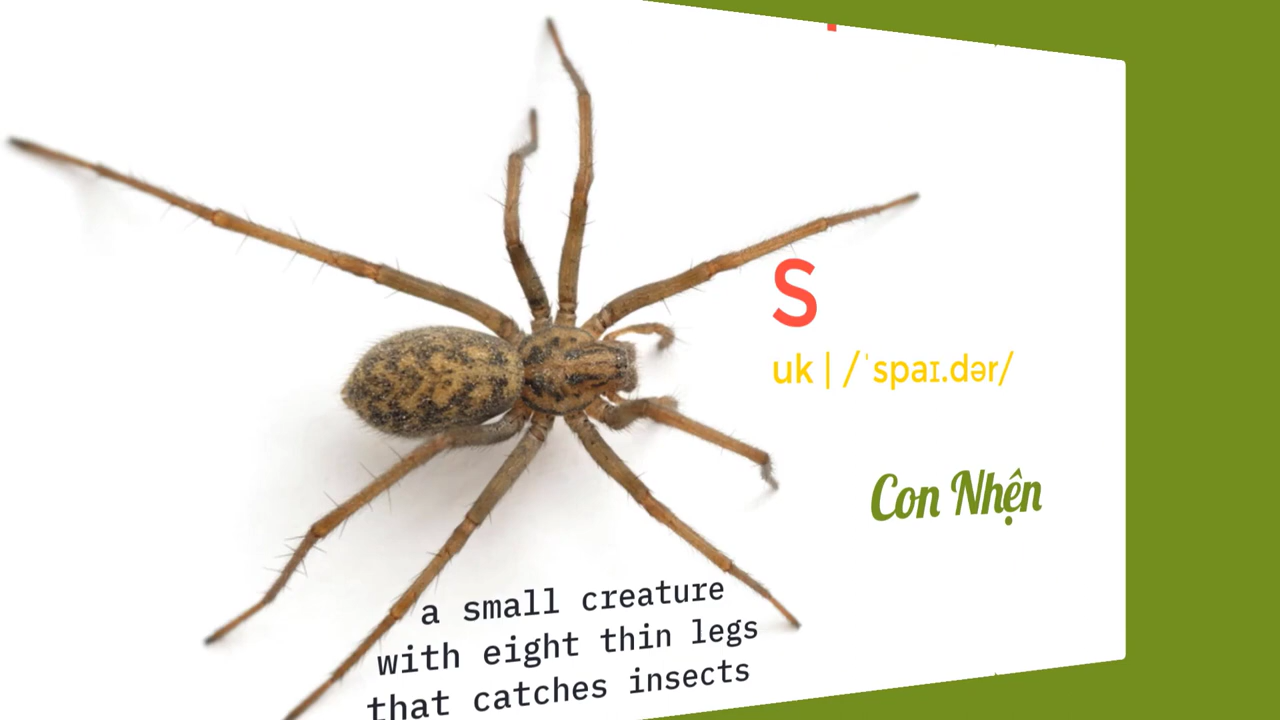 S
uk | /ˈspaɪ.dər/
Con Nhện
a small creature
with eight thin legs
that catches insects